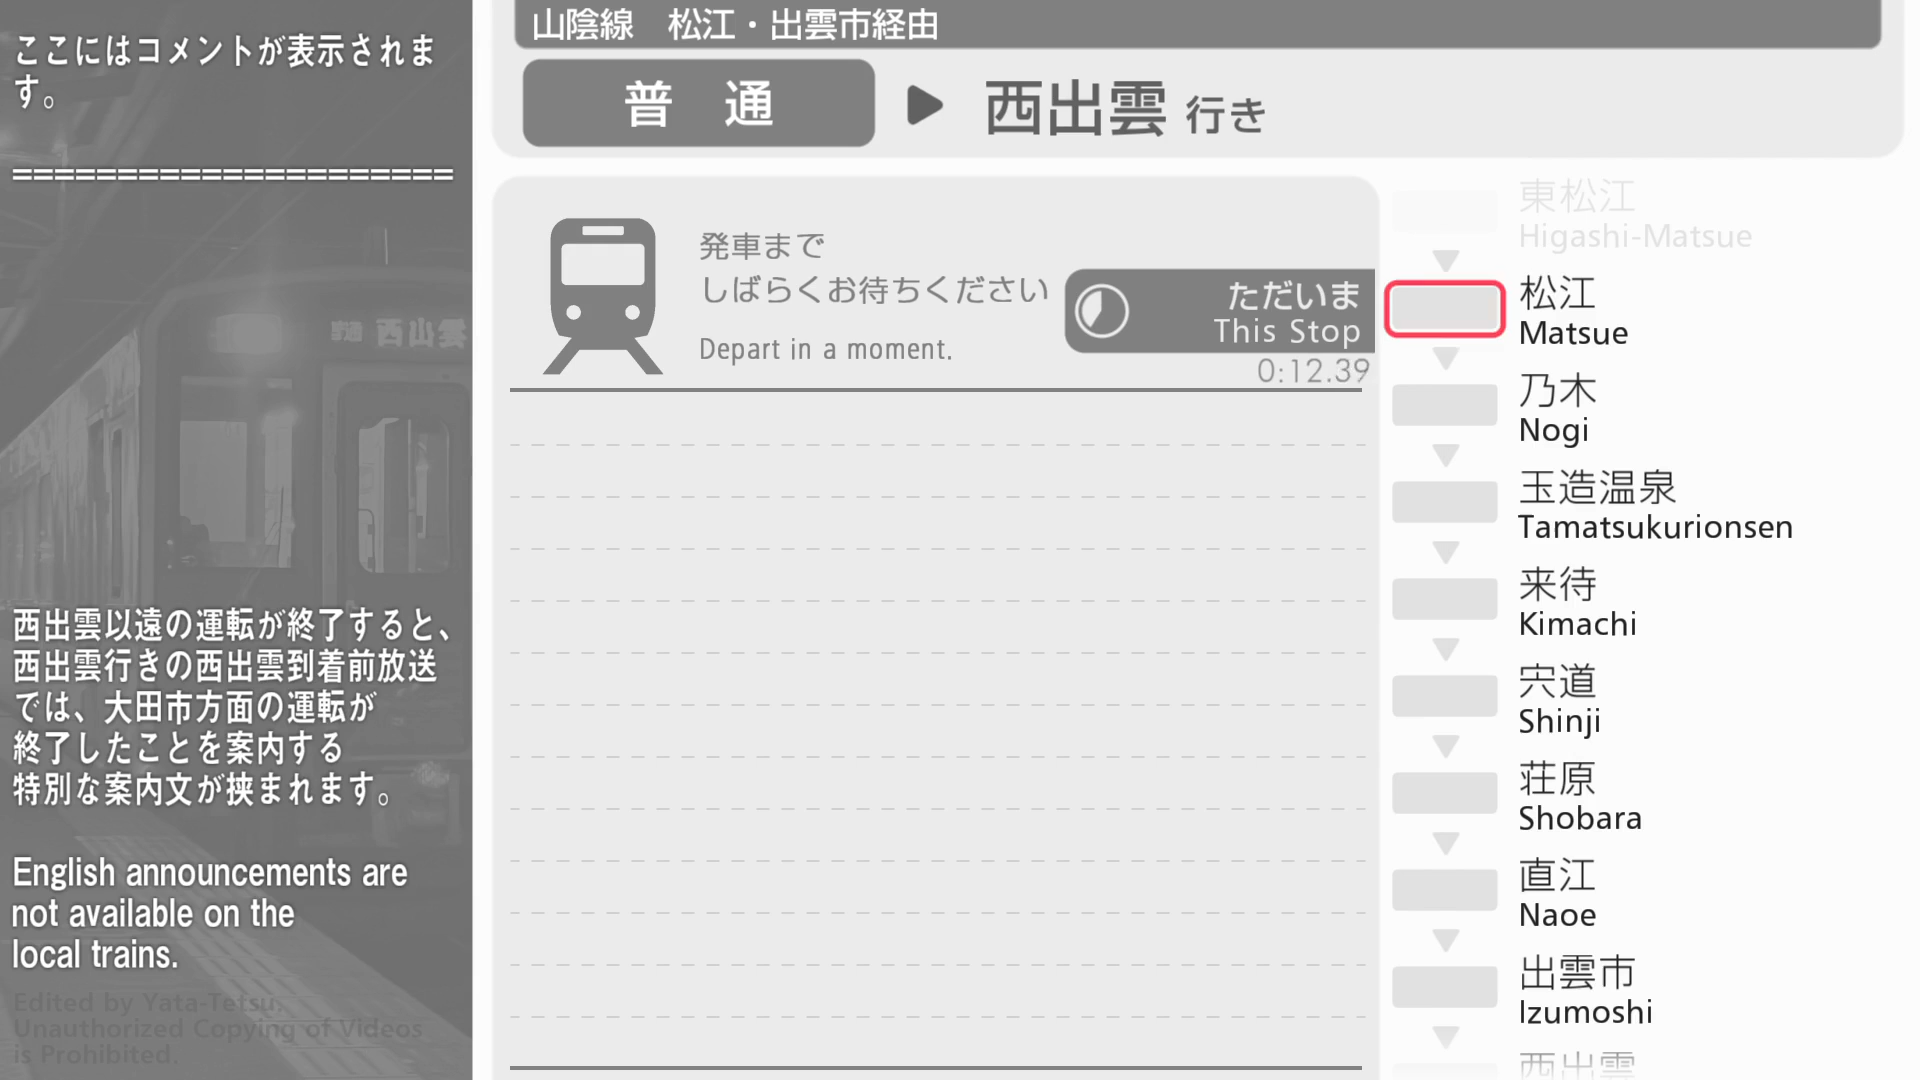 ここにはコメントが表示されま
す。
=====================
西出雲以遠の運転が終了すると、
西出雲行きの西出雲到着前放送
では、大田市方面の運転が
終了したことを案内する
特別な案内文が挟まれます。
English announcements are
not available on the
local trains.
Edited by Yata-Tetsu.
Unauthorized Copying of Videos
is Prohibited.
普通 西出雲
山陰線　松江・出雲市経由
普通 ▶ 西出雲 行き
発車まで
しばらくお待ちください
Depart in a moment.
ただいま
This Stop
0:12.39
東松江
Higashi-Matsue
松江
Matsue
乃木
Nogi
玉造温泉
Tamatsukurionsen
来待
Kimachi
宍道
Shinji
荘原
Shobara
直江
Naoe
出雲市
Izumoshi
西出雲